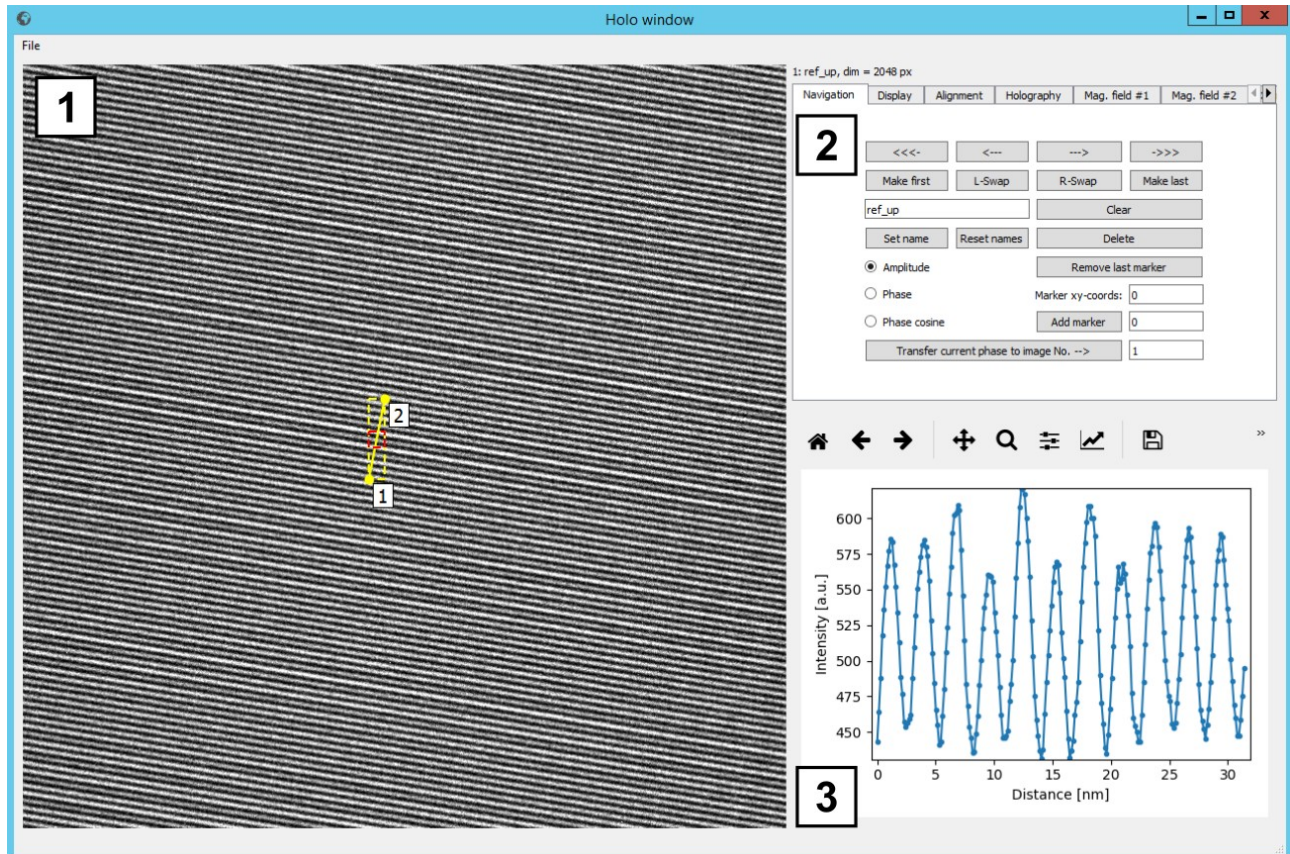 Holo window
File
1
1: ref_up, dim = 2048 px
Navigation Display Alignment Holography Mag. field #1 Mag. field #2
2
<<<- <--- ---> ->>>
Make first L-Swap R-Swap Make last
ref_up Clear
Set name Reset names Delete
Amplitude Remove last marker
Phase Marker xy-coords: 0
Phase cosine Add marker 0
Transfer current phase to image No. --> 1
2
1
600
575
550
525
500
475
450
Intensity [a.u.]
0 5 10 15 20 25 30
Distance [nm]
3